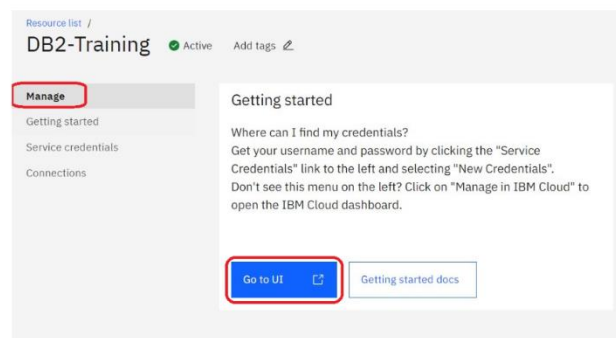 Resource list /
DB2-Training Active Add tags
Manage
Getting started
Service credentials
Connections
Getting started
Where can I find my credentials?
Get your username and password by clicking the "Service
Credentials" link to the left and selecting "New Credentials".
Don't see this menu on the left? Click on "Manage in IBM Cloud" to
open the IBM Cloud dashboard.
Go to UI
Getting started docs